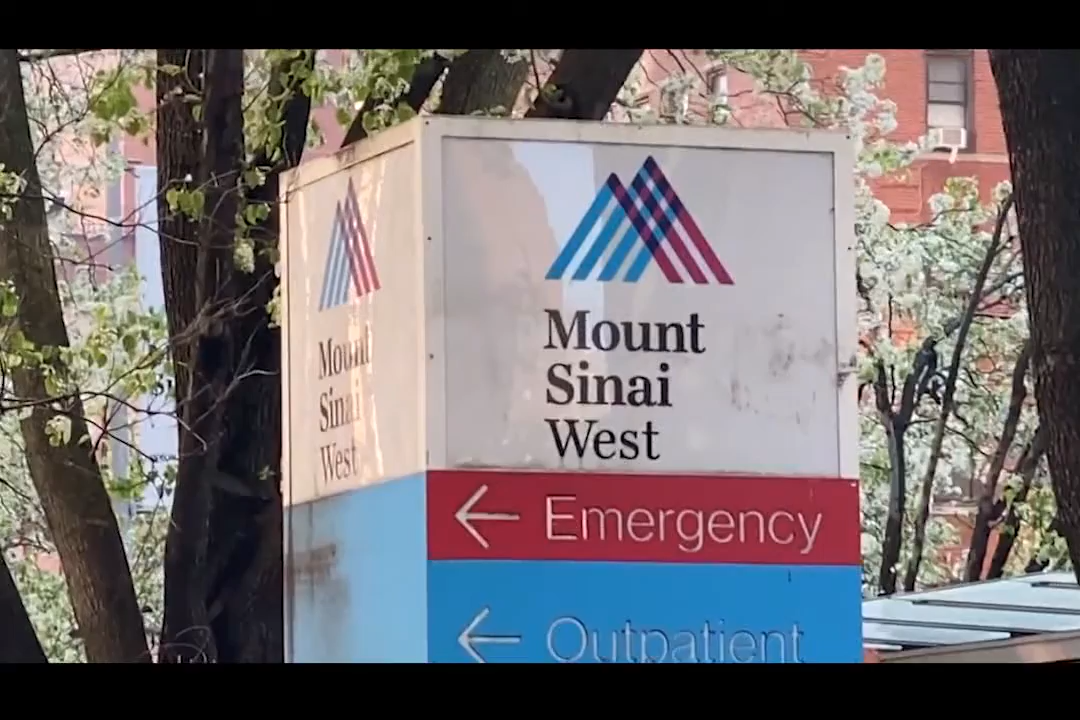 Mount
Sinai
West
Mount
Sinai
West
← Emergency
← Outpatient